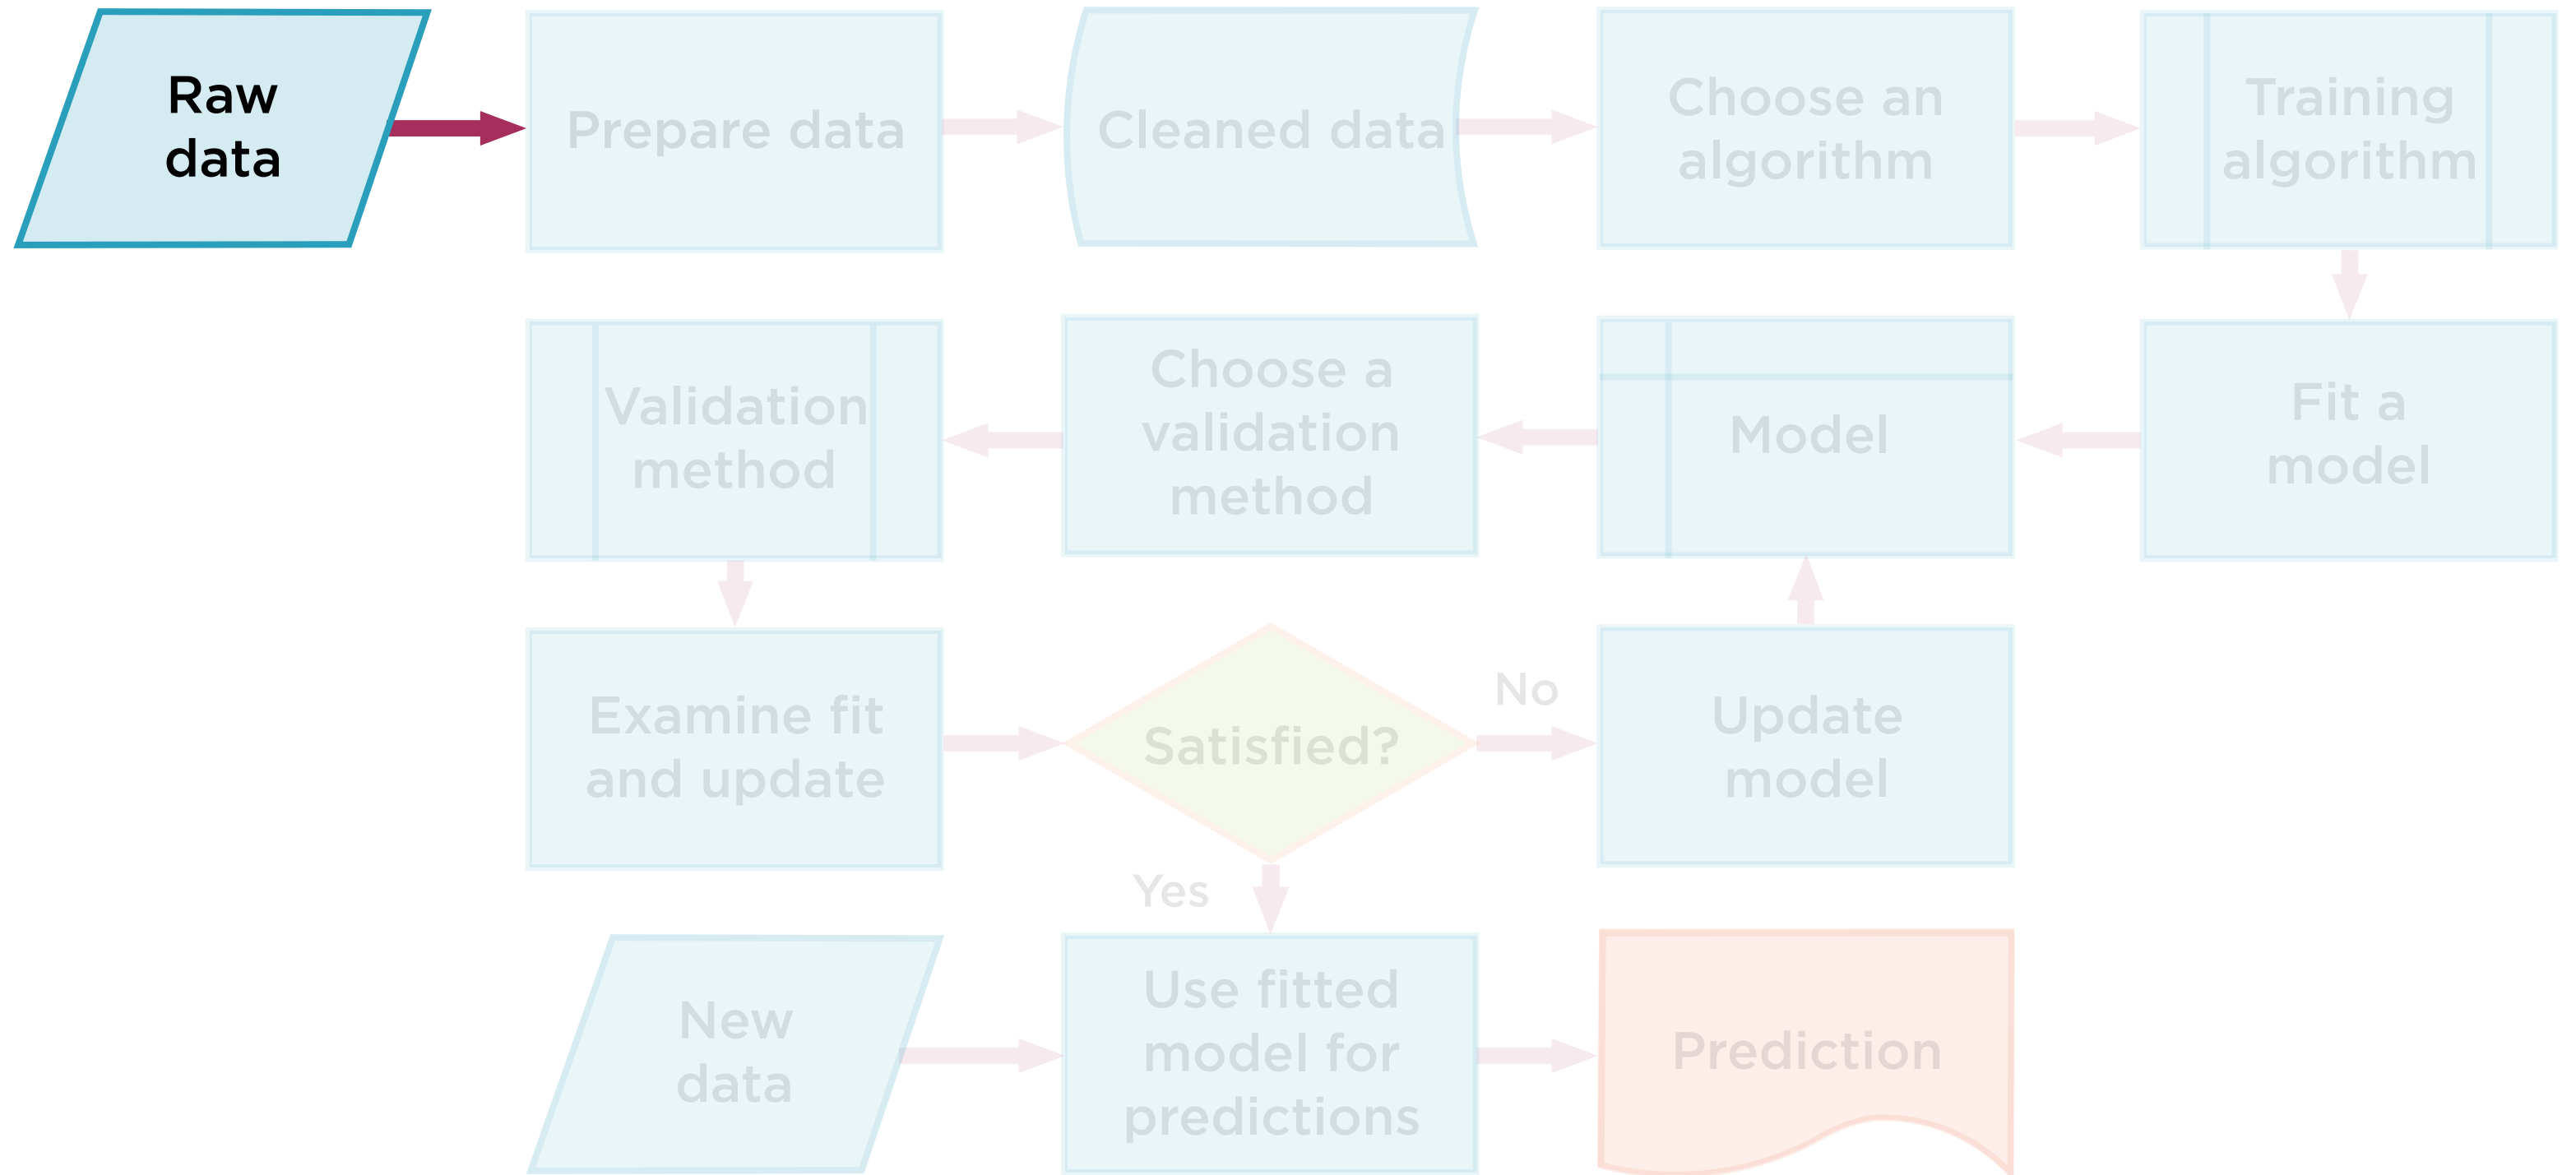 Raw
data
Prepare data
Cleaned data
Choose an
algorithm
Training
algorithm
Validation
method
Choose a
validation
method
Model
Fit a
model
Examine fit
and update
Satisfied?
No
Update
model
Yes
New
data
Use fitted
model for
predictions
Prediction